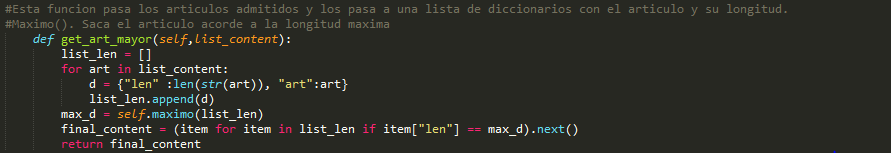 #Esta funcion pasa los articulos admitidos y los pasa a una lista de diccionarios con el articulo y su longitud.
#Maximo(). Saca el articulo acorde a la longitud maxima
    def get_art_mayor(self,list_content):
        list_len = []
        for art in list_content:
            d = {"len" :len(str(art)), "art":art}
            list_len.append(d)
        max_d = self.maximo(list_len)
        final_content = (item for item in list_len if item["len"] == max_d).next()
        return final_content